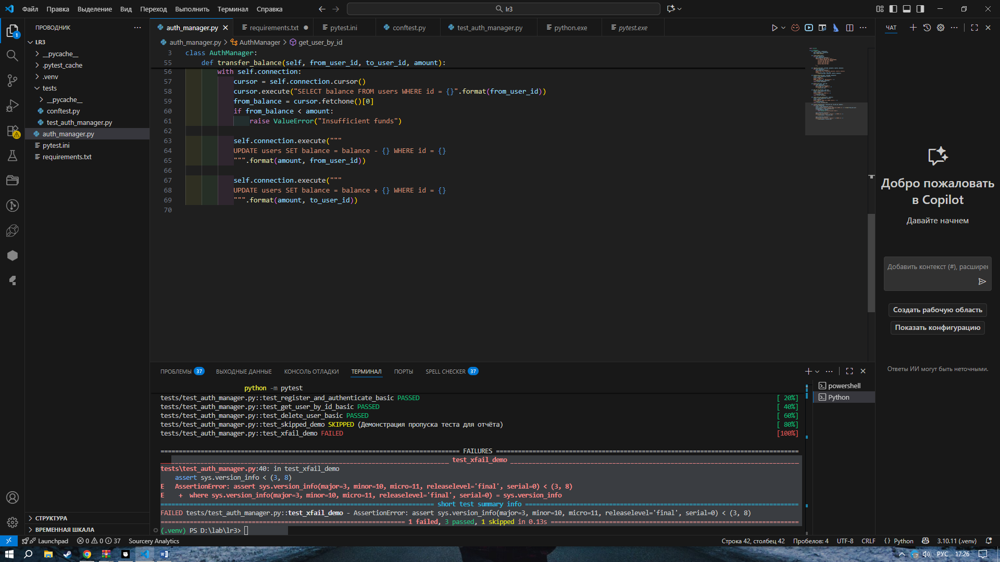 Файл Правка Выделение Вид Переход Выполнить Терминал Справка
lr3
ПРОВОДНИК
LR3
__pycache__
.pytest_cache
.venv
tests
__pycache__
conftest.py
test_auth_manager.py
auth_manager.py
pytest.ini
requirements.txt
СТРУКТУРА
ВРЕМЕННАЯ ШКАЛА
auth_manager.py requirements.txt pytest.ini conftest.py test_auth_manager.py python.exe pytest.exe
auth_manager.py > AuthManager > get_user_by_id
3 class AuthManager:
55 def transfer_balance(self, from_user_id, to_user_id, amount):
56 with self.connection:
57 cursor = self.connection.cursor()
58 cursor.execute("SELECT balance FROM users WHERE id = {}".format(from_user_id))
59 from_balance = cursor.fetchone()[0]
60 if from_balance < amount:
61 raise ValueError("Insufficient funds")
62
63 self.connection.execute("""
64 UPDATE users SET balance = balance - {} WHERE id = {}
65 """.format(amount, from_user_id))
66
67 self.connection.execute("""
68 UPDATE users SET balance = balance + {} WHERE id = {}
69 """.format(amount, to_user_id))
70
ПРОБЛЕМЫ 37 ВЫХОДНЫЕ ДАННЫЕ КОНСОЛЬ ОТЛАДКИ ТЕРМИНАЛ ПОРТЫ SPELL CHECKER 37
python -m pytest
tests/test_auth_manager.py::test_register_and_authenticate_basic PASSED [ 20%]
tests/test_auth_manager.py::test_get_user_by_id_basic PASSED [ 40%]
tests/test_auth_manager.py::test_delete_user_basic PASSED [ 60%]
tests/test_auth_manager.py::test_skipped_demo SKIPPED (Демонстрация пропуска теста для отчёта) [ 80%]
tests/test_auth_manager.py::test_xfail_demo FAILED [100%]
FAILURES
test_xfail_demo
tests\test_auth_manager.py:40: in test_xfail_demo
assert sys.version_info < (3, 8)
E AssertionError: assert sys.version_info(major=3, minor=10, micro=11, releaselevel='final', serial=0) < (3, 8)
E + where sys.version_info(major=3, minor=10, micro=11, releaselevel='final', serial=0) = sys.version_info
short test summary info
FAILED tests/test_auth_manager.py::test_xfail_demo - AssertionError: assert sys.version_info(major=3, minor=10, micro=11, releaselevel='final', serial=0) < (3, 8)
1 failed, 3 passed, 1 skipped in 0.13s
(.venv) PS D:\lab\lr3>
powershell
Python
ЧАТ
Добро пожаловать
в Copilot
Давайте начнем
Добавить контекст (#), расширен
Создать рабочую область
Показать конфигурацию
Ответы ИИ могут быть неточными.
Launchpad 0 0 37 Sourcery Analytics
Строка 42, столбец 42 Пробелов: 4 UTF-8 CRLF {} Python 3.10.11 (.venv)
РУС 17:26